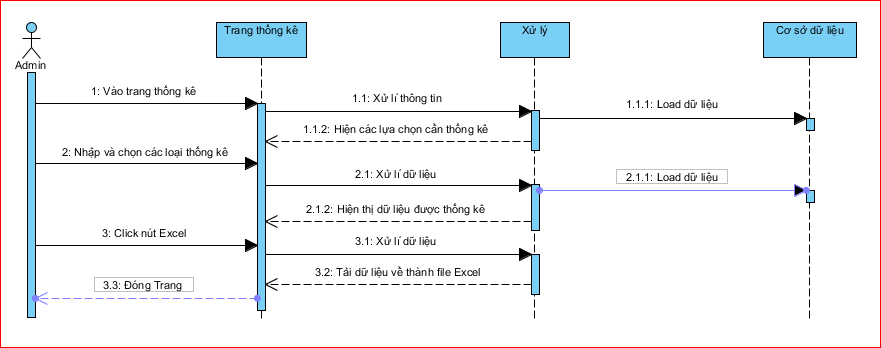 Trang thống kê
Xử lý
Cơ sở dữ liệu
Admin
1: Vào trang thống kê
1.1: Xử lí thông tin
1.1.1: Load dữ liệu
1.1.2: Hiện các lựa chọn cần thống kê
2: Nhập và chọn các loại thống kê
2.1: Xử lí dữ liệu
2.1.1: Load dữ liệu
2.1.2: Hiện thị dữ liệu được thống kê
3: Click nút Excel
3.1: Xử lí dữ liệu
3.2: Tải dữ liệu về thành file Excel
3.3: Đóng Trang